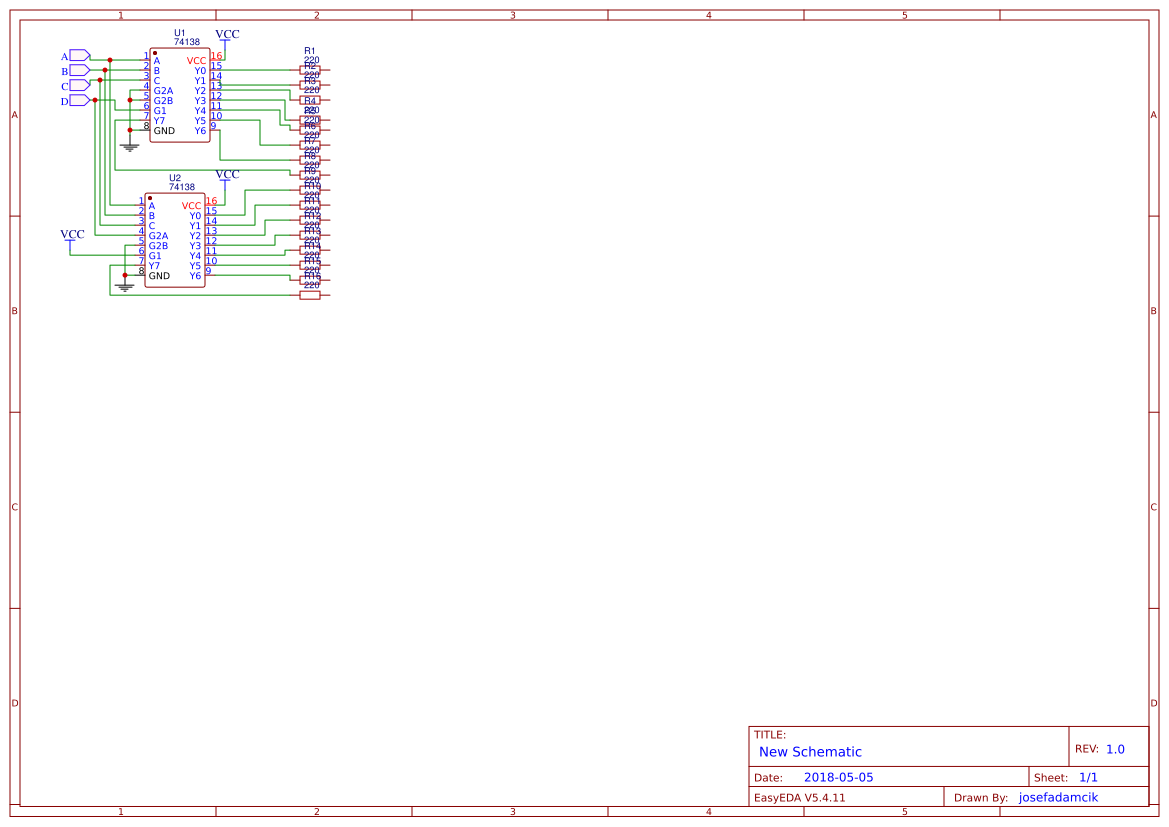 1 2 3 4 5
A
B
C
D
A
B
C
D
U1
74138
VCC
A
B
C
D
1 A
2 B
3 C
4 G2A
5 G2B
6 G1
7 Y7
8 GND
VCC 16
Y0 15
Y1 14
Y2 13
Y3 12
Y4 11
Y5 10
Y6 9
U2
74138
VCC
VCC
1 A
2 B
3 C
4 G2A
5 G2B
6 G1
7 Y7
8 GND
VCC 16
Y0 15
Y1 14
Y2 13
Y3 12
Y4 11
Y5 10
Y6 9
R1
220
R2
220
R3
220
R4
220
R5
220
R6
220
R7
220
R8
220
R9
220
R10
220
R11
220
R12
220
R13
220
R14
220
R15
220
R16
220
TITLE:
New Schematic
REV: 1.0
Date: 2018-05-05
Sheet: 1/1
EasyEDA V5.4.11
Drawn By: josefadamcik
1 2 3 4 5